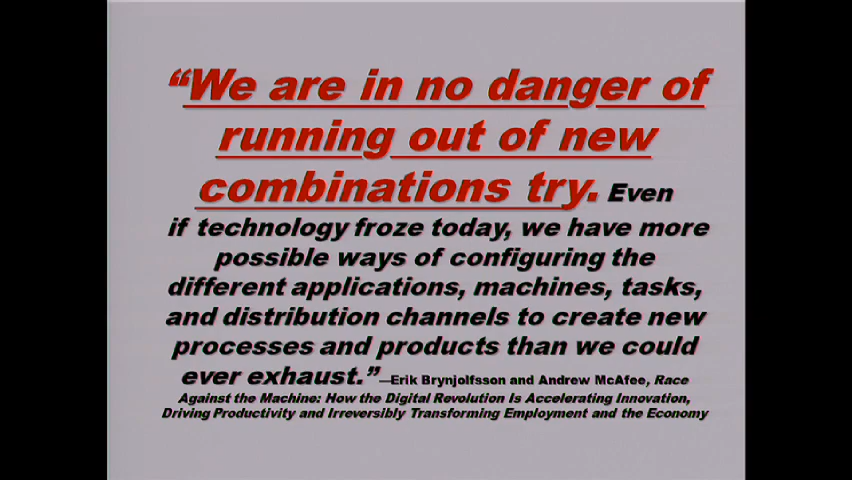 “We are in no danger of
running out of new
combinations try. Even
if technology froze today, we have more
possible ways of configuring the
different applications, machines, tasks,
and distribution channels to create new
processes and products than we could
ever exhaust.” —Erik Brynjolfsson and Andrew McAfee, Race
Against the Machine: How the Digital Revolution Is Accelerating Innovation,
Driving Productivity and Irreversibly Transforming Employment and the Economy